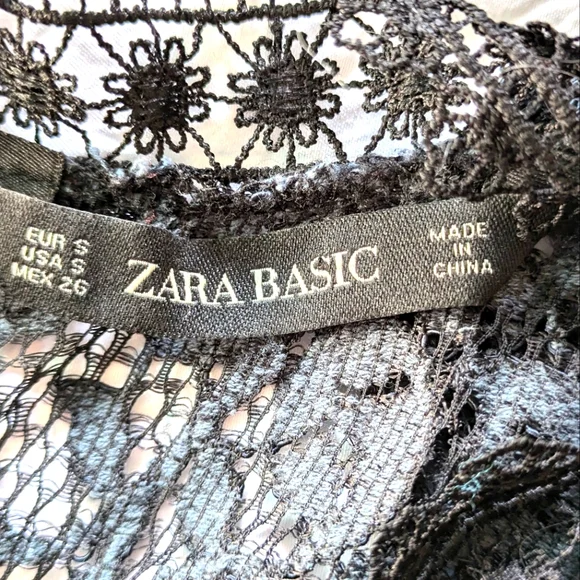 EUR S
USA S
MEX 26
ZARA BASIC
MADE
IN
CHINA